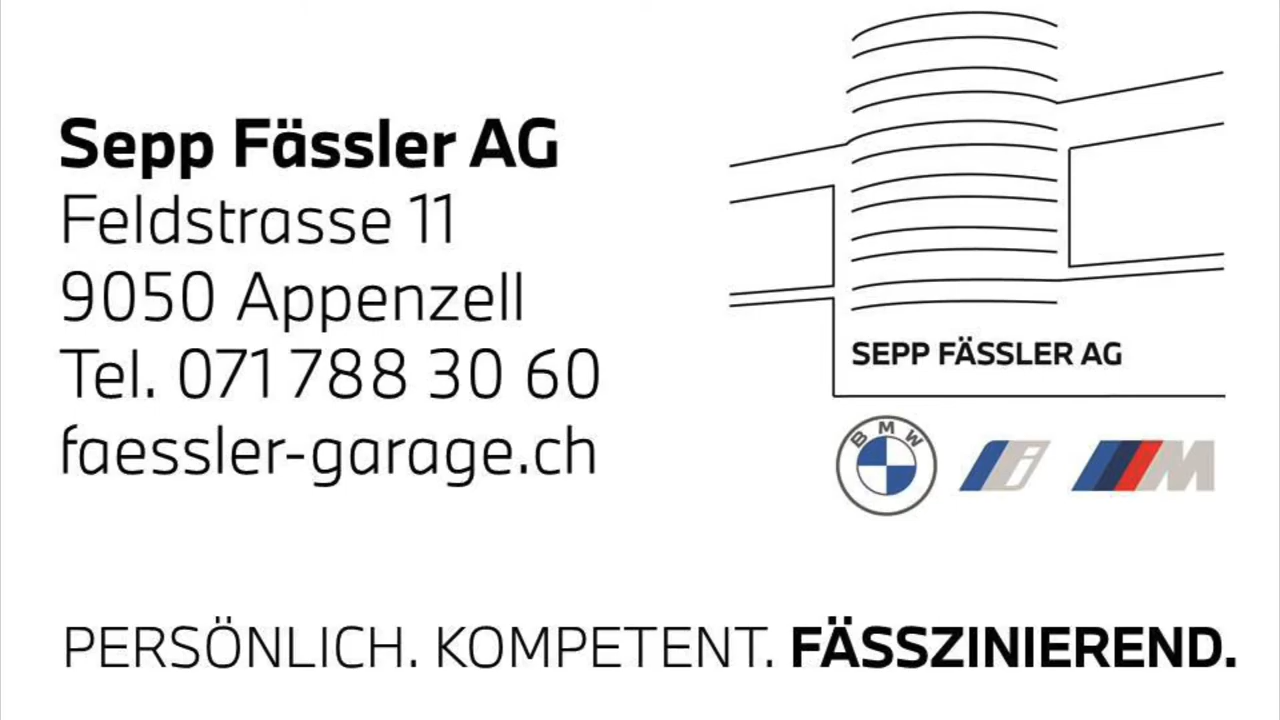 Sepp Fässler AG
Feldstrasse 11
9050 Appenzell
Tel. 071 788 30 60
faessler-garage.ch
SEPP FÄSSLER AG
BMW
i
M
PERSÖNLICH. KOMPETENT. FÄSSZINIEREND.